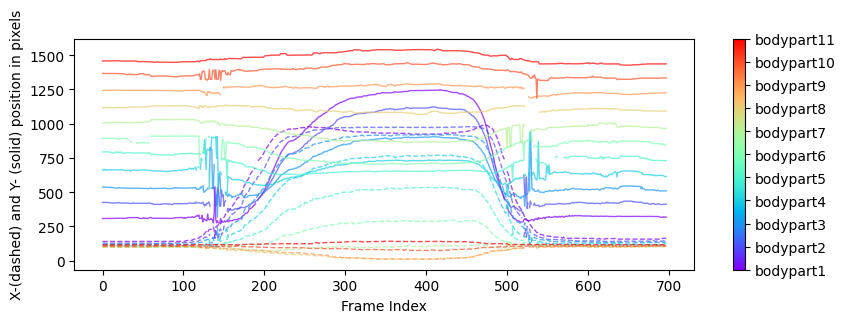 X-(dashed) and Y- (solid) position in pixels
1500
1250
1000
750
500
250
0
0
100
200
300
400
500
600
700
Frame Index
bodypart11
bodypart10
bodypart9
bodypart8
bodypart7
bodypart6
bodypart5
bodypart4
bodypart3
bodypart2
bodypart1